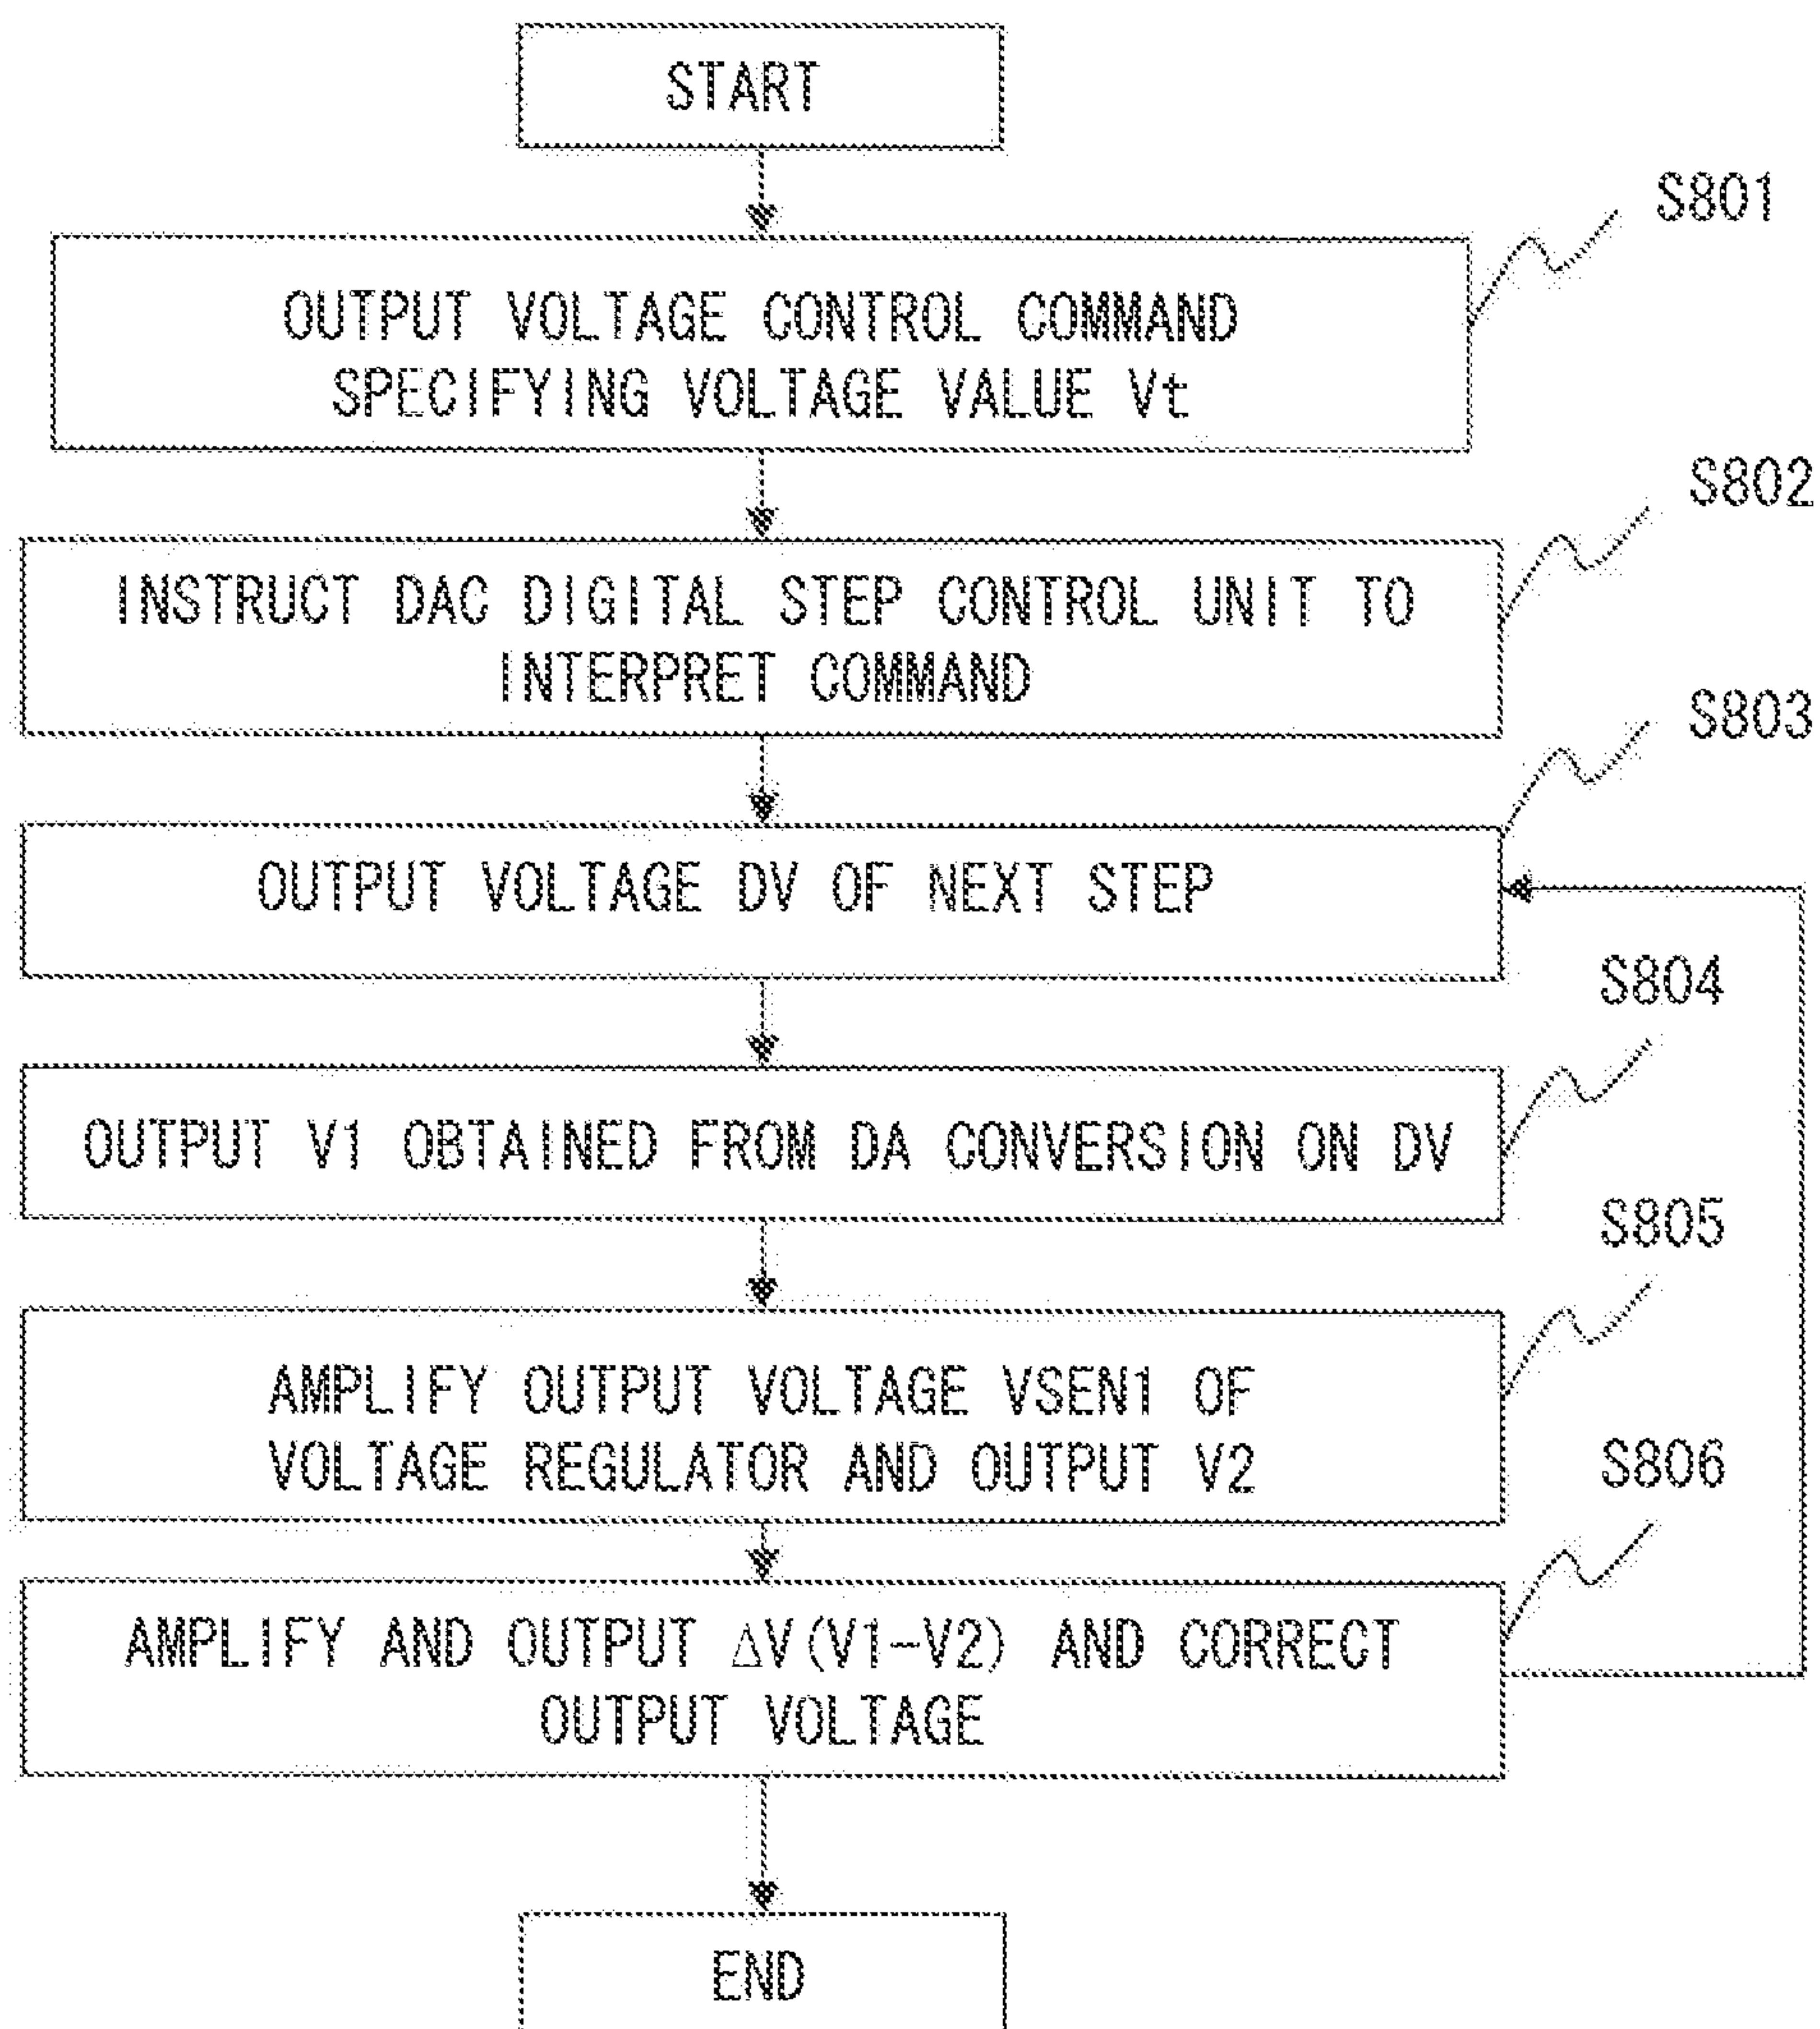 START
S801
OUTPUT VOLTAGE CONTROL COMMAND
SPECIFYING VOLTAGE VALUE Vt
S802
INSTRUCT DAC DIGITAL STEP CONTROL UNIT TO
INTERPRET COMMAND
S803
OUTPUT VOLTAGE DV OF NEXT STEP
S804
OUTPUT V1 OBTAINED FROM DA CONVERSION ON DV
S805
AMPLIFY OUTPUT VOLTAGE VSEN1 OF
VOLTAGE REGULATOR AND OUTPUT V2
S806
AMPLIFY AND OUTPUT ΔV(V1-V2) AND CORRECT
OUTPUT VOLTAGE
END